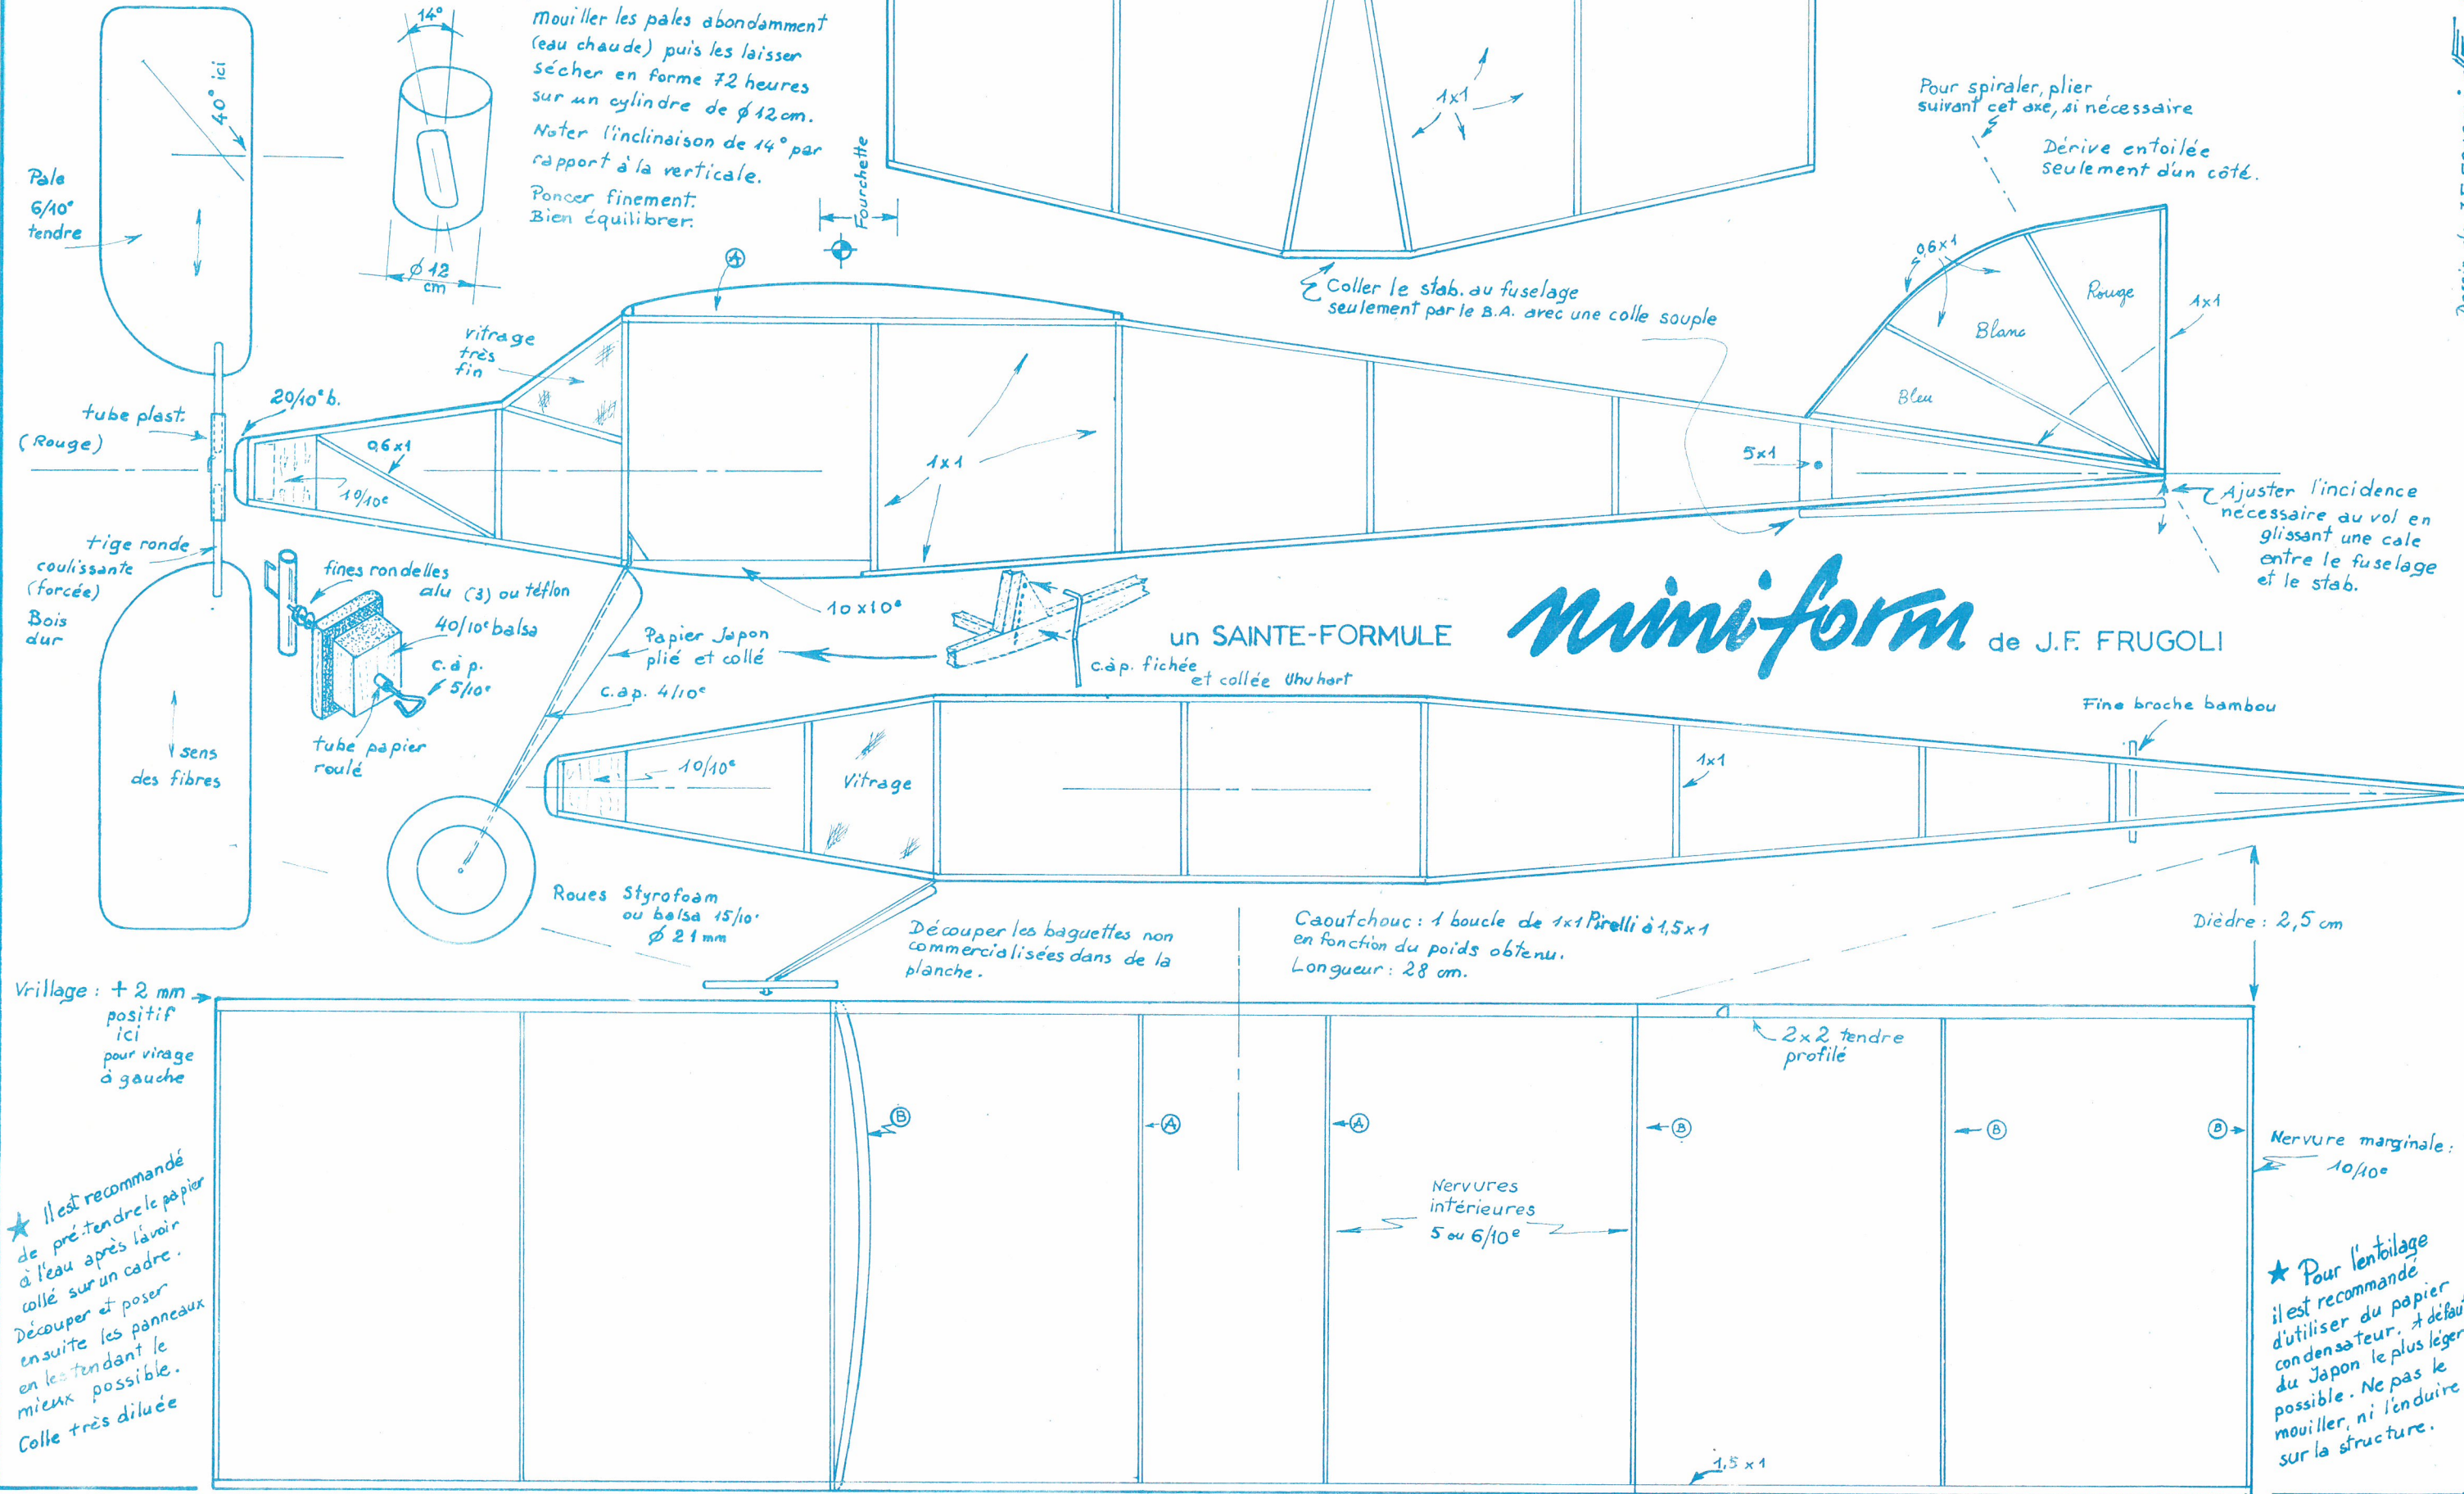 14°
mouiller les pales abondamment
(eau chaude) puis les laisser
sécher en forme 72 heures
sur un cylindre de ϕ 12 cm.
Noter l'inclinaison de 14° par
rapport à la verticale.
Poncer finement.
Bien équilibrer.
40° ici
Pale
6/10e
tendre
ϕ 12
cm
Fourchette
1x1
Pour spiraler, plier
suivant cet axe, si nécessaire
Dérive entoilée
seulement d'un côté.
A
Coller le stab. au fuselage
seulement par le B.A. avec une colle souple
0,6x1
Rouge
1x1
Blanc
Bleu
vitrage
très
fin
20/10e b.
tube plast.
(Rouge)
0,6x1
10/10e
1x1
5x1
Ajuster l'incidence
nécessaire au vol en
glissant une cale
entre le fuselage
et le stab.
tige ronde
coulissante
(forcée)
Bois
dur
fines rondelles
alu (3) ou téflon
40/10e balsa
c. à p.
5/10e
tube papier
roulé
10x10e
Papier Japon
plié et collé
c. à p. 4/10e
c. à p. fichée
et collée Uhu hart
un SAINTE-FORMULE
miniform
de J.F. FRUGOLI
Fine broche bambou
sens
des fibres
10/10e
Vitrage
1x1
Roues Styrofoam
ou balsa 15/10e
ϕ 21 mm
Découper les baguettes non
commercialisées dans de la
planche.
Caoutchouc : 1 boucle de 1x1 Pirelli à 1,5x1
en fonction du poids obtenu.
Longueur : 28 cm.
Dièdre : 2,5 cm
Vrillage : + 2 mm
positif
ici
pour virage
à gauche
2x2 tendre
profilé
B
A
A
B
B
B
Nervure marginale :
10/10e
Nervures
intérieures
5 ou 6/10e
★ Il est recommandé
de pré-tendre le papier
à l'eau après l'avoir
collé sur un cadre.
Découper et poser
ensuite les panneaux
en les tendant le
mieux possible.
Colle très diluée
1,5 x 1
★ Pour l'entoilage
il est recommandé
d'utiliser du papier
condensateur. A défaut
du Japon le plus léger
possible. Ne pas le
mouiller, ni l'enduire
sur la structure.